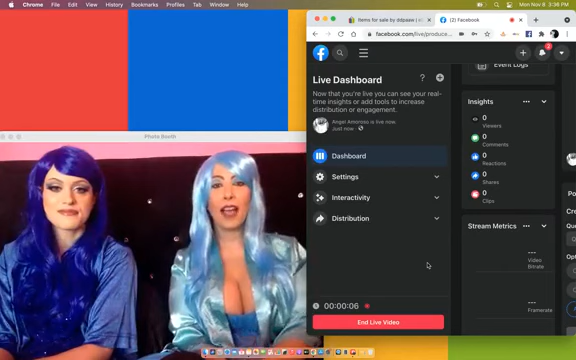 Chrome File Edit View History Bookmarks Profiles Tab Window Help
Mon Nov 8 3:36 PM
Items for sale by ddpaaw
Facebook
facebook.com/live/produce
Photo Booth
Live Dashboard
Now that you're live you can see your real-
time insights or add tools to increase
distribution or engagement.
Angel Amoroso is live now.
Just now
Dashboard
Settings
Interactivity
Distribution
00:00:06
End Live Video
Event Logs
Insights
0
Viewers
0
Comments
0
Reactions
0
Shares
0
Clips
Stream Metrics
---
Video
Bitrate
---
Framerate